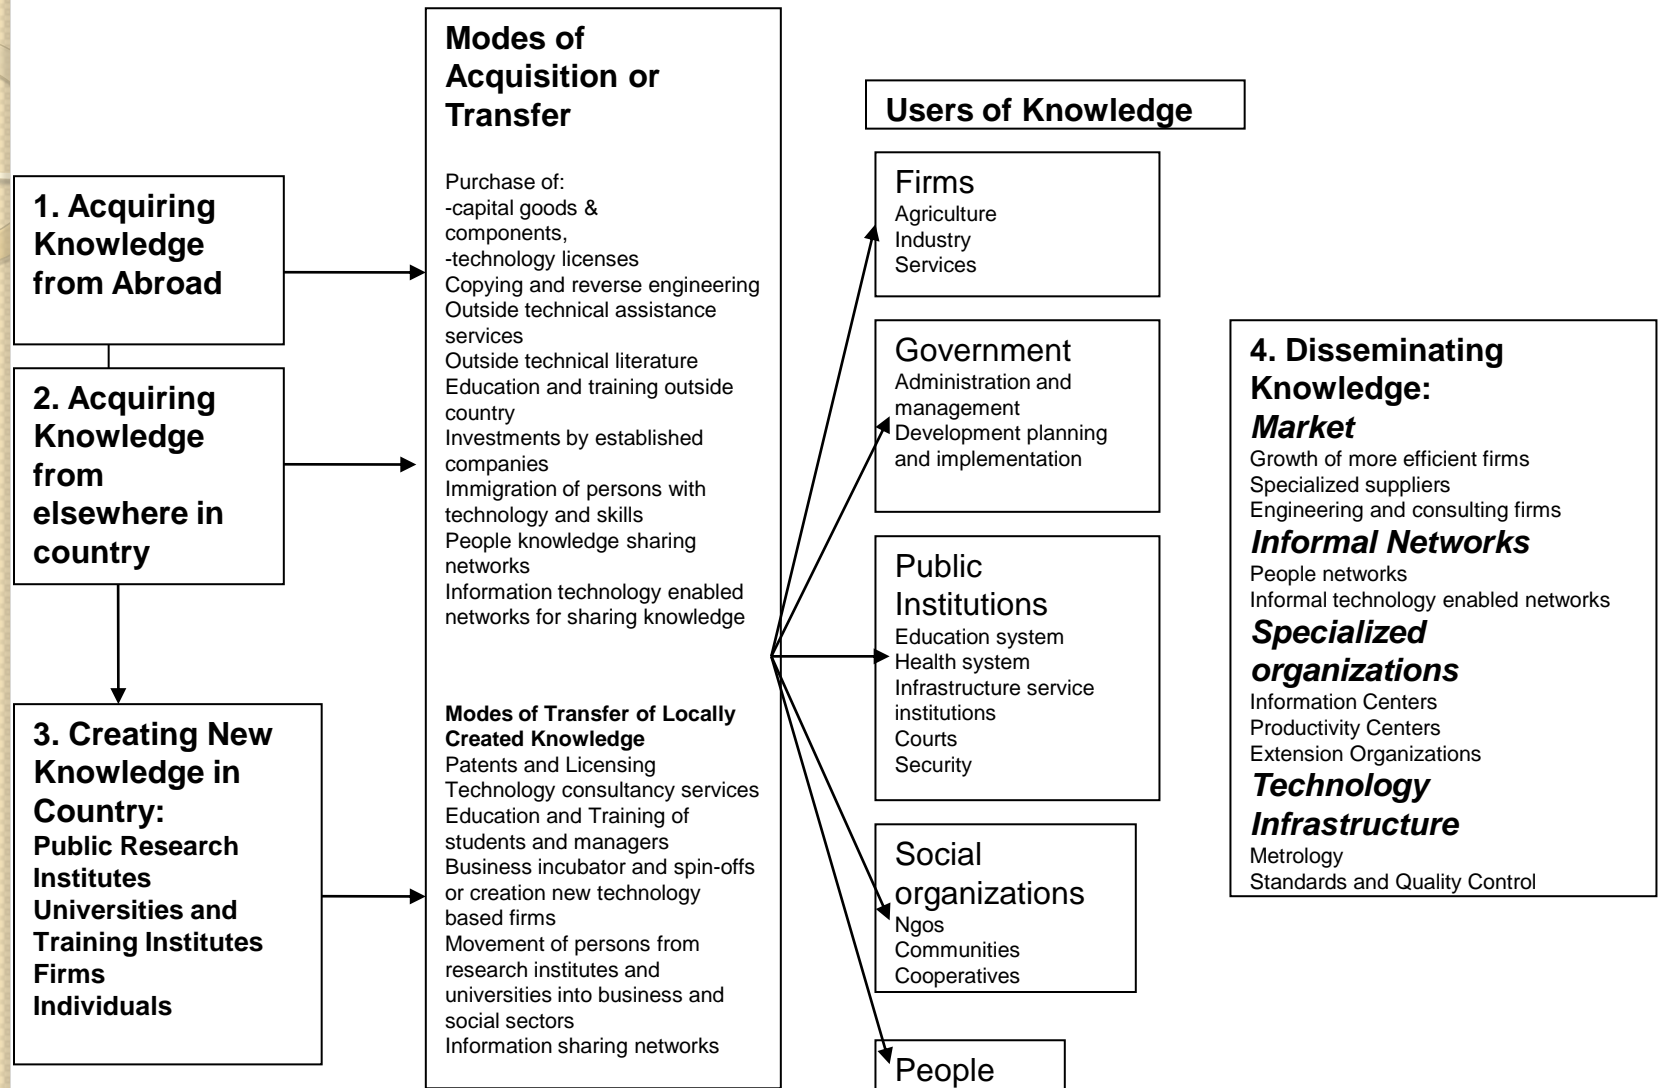 1. Acquiring
Knowledge
from Abroad
2. Acquiring
Knowledge
from
elsewhere in
country
3. Creating New
Knowledge in
Country:
Public Research
Institutes
Universities and
Training Institutes
Firms
Individuals
Modes of
Acquisition or
Transfer
Purchase of:
-capital goods &
components,
-technology licenses
Copying and reverse engineering
Outside technical assistance
services
Outside technical literature
Education and training outside
country
Investments by established
companies
Immigration of persons with
technology and skills
People knowledge sharing
networks
Information technology enabled
networks for sharing knowledge
Modes of Transfer of Locally
Created Knowledge
Patents and Licensing
Technology consultancy services
Education and Training of
students and managers
Business incubator and spin-offs
or creation new technology
based firms
Movement of persons from
research institutes and
universities into business and
social sectors
Information sharing networks
Users of Knowledge
Firms
Agriculture
Industry
Services
Government
Administration and
management
Development planning
and implementation
Public
Institutions
Education system
Health system
Infrastructure service
institutions
Courts
Security
Social
organizations
Ngos
Communities
Cooperatives
People
4. Disseminating
Knowledge:
Market
Growth of more efficient firms
Specialized suppliers
Engineering and consulting firms
Informal Networks
People networks
Informal technology enabled networks
Specialized
organizations
Information Centers
Productivity Centers
Extension Organizations
Technology
Infrastructure
Metrology
Standards and Quality Control